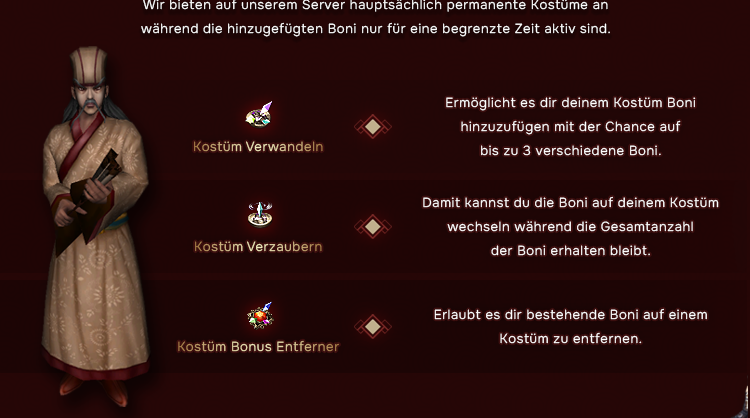 Wir bieten auf unserem Server hauptsächlich permanente Kostüme an
während die hinzugefügten Boni nur für eine begrenzte Zeit aktiv sind.
Kostüm Verwandeln
Ermöglicht es dir deinem Kostüm Boni
hinzuzufügen mit der Chance auf
bis zu 3 verschiedene Boni.
Kostüm Verzaubern
Damit kannst du die Boni auf deinem Kostüm
wechseln während die Gesamtanzahl
der Boni erhalten bleibt.
Kostüm Bonus Entferner
Erlaubt es dir bestehende Boni auf einem
Kostüm zu entfernen.